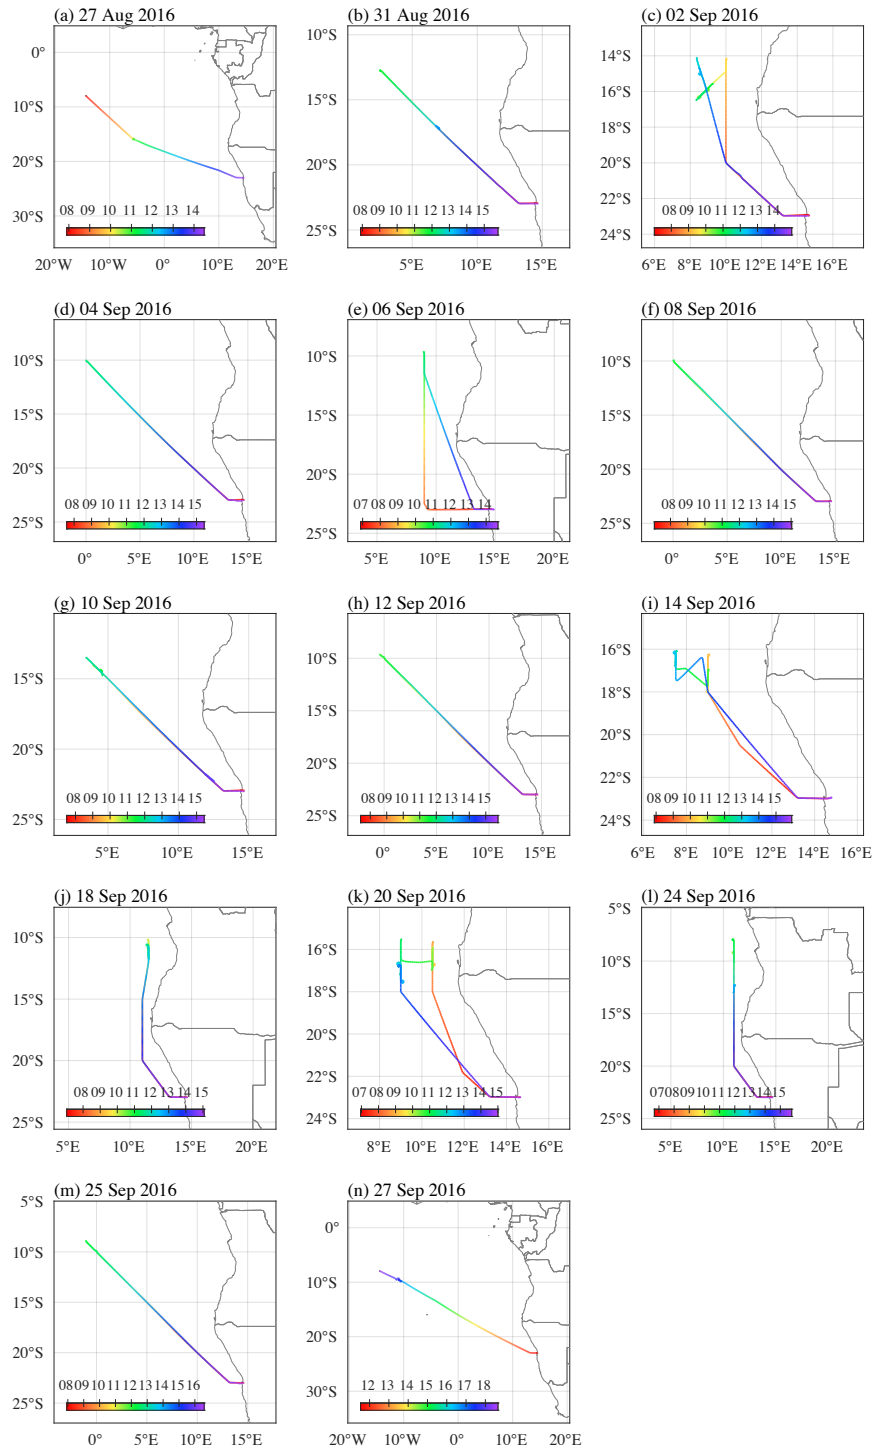 (a) 27 Aug 2016
0°
10°S
20°S
30°S
08 09 10 11 12 13 14
20°W 10°W 0° 10°E 20°E
(b) 31 Aug 2016
10°S
15°S
20°S
25°S
08 09 10 11 12 13 14 15
5°E 10°E 15°E
(c) 02 Sep 2016
14°S
16°S
18°S
20°S
22°S
24°S
08 09 10 11 12 13 14
6°E 8°E 10°E 12°E 14°E 16°E
(d) 04 Sep 2016
10°S
15°S
20°S
25°S
08 09 10 11 12 13 14 15
0° 5°E 10°E 15°E
(e) 06 Sep 2016
10°S
15°S
20°S
25°S
07 08 09 10 11 12 13 14
5°E 10°E 15°E 20°E
(f) 08 Sep 2016
10°S
15°S
20°S
25°S
08 09 10 11 12 13 14 15
0° 5°E 10°E 15°E
(g) 10 Sep 2016
15°S
20°S
25°S
08 09 10 11 12 13 14 15
5°E 10°E 15°E
(h) 12 Sep 2016
10°S
15°S
20°S
25°S
08 09 10 11 12 13 14 15
0° 5°E 10°E 15°E
(i) 14 Sep 2016
16°S
18°S
20°S
22°S
24°S
08 09 10 11 12 13 14 15
6°E 8°E 10°E 12°E 14°E 16°E
(j) 18 Sep 2016
10°S
15°S
20°S
25°S
08 09 10 11 12 13 14 15
5°E 10°E 15°E 20°E
(k) 20 Sep 2016
16°S
18°S
20°S
22°S
24°S
07 08 09 10 11 12 13 14 15
8°E 10°E 12°E 14°E 16°E
(l) 24 Sep 2016
5°S
10°S
15°S
20°S
25°S
07 08 09 10 11 12 13 14 15
5°E 10°E 15°E 20°E
(m) 25 Sep 2016
5°S
10°S
15°S
20°S
25°S
08 09 10 11 12 13 14 15 16
0° 5°E 10°E 15°E
(n) 27 Sep 2016
0°
10°S
20°S
30°S
12 13 14 15 16 17 18
20°W 10°W 0° 10°E 20°E